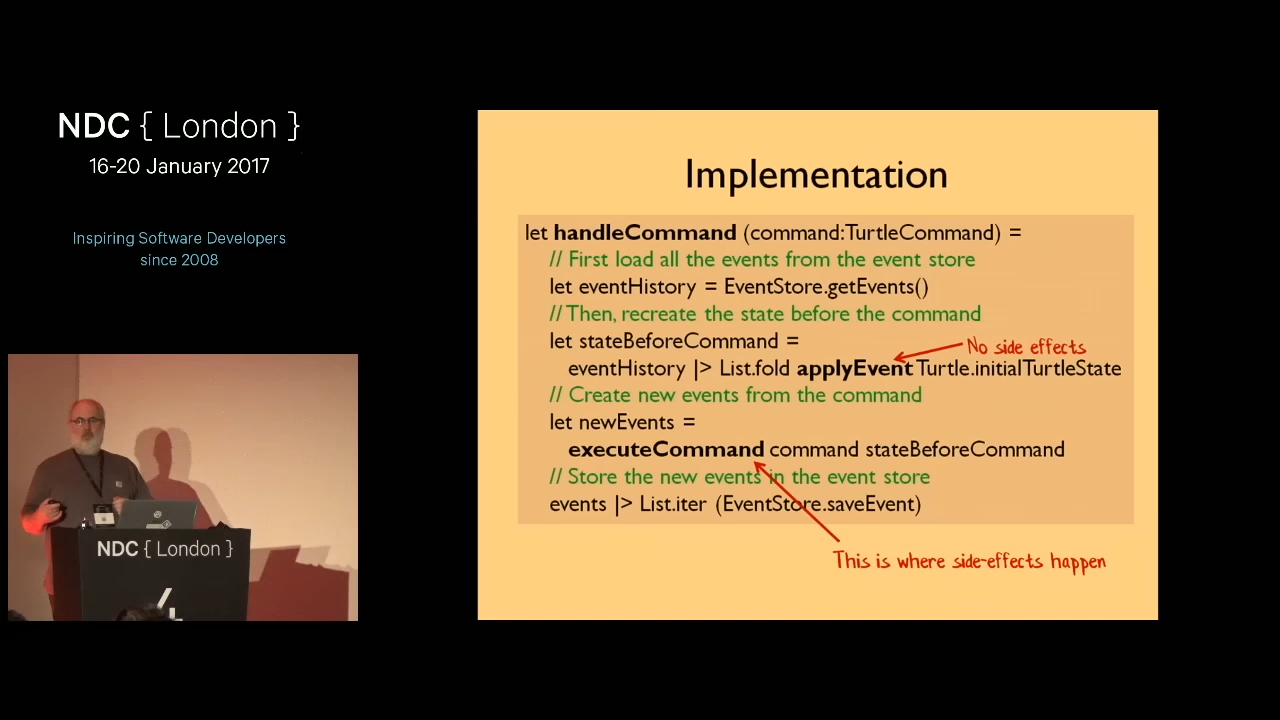 NDC { London }
16-20 January 2017
Inspiring Software Developers
since 2008
Implementation
let handleCommand (command:TurtleCommand) =
// First load all the events from the event store
let eventHistory = EventStore.getEvents()
// Then, recreate the state before the command
let stateBeforeCommand =
No side effects
eventHistory |> List.fold applyEvent Turtle.initialTurtleState
// Create new events from the command
let newEvents =
executeCommand command stateBeforeCommand
// Store the new events in the event store
events |> List.iter (EventStore.saveEvent)
This is where side-effects happen
NDC { London }
4